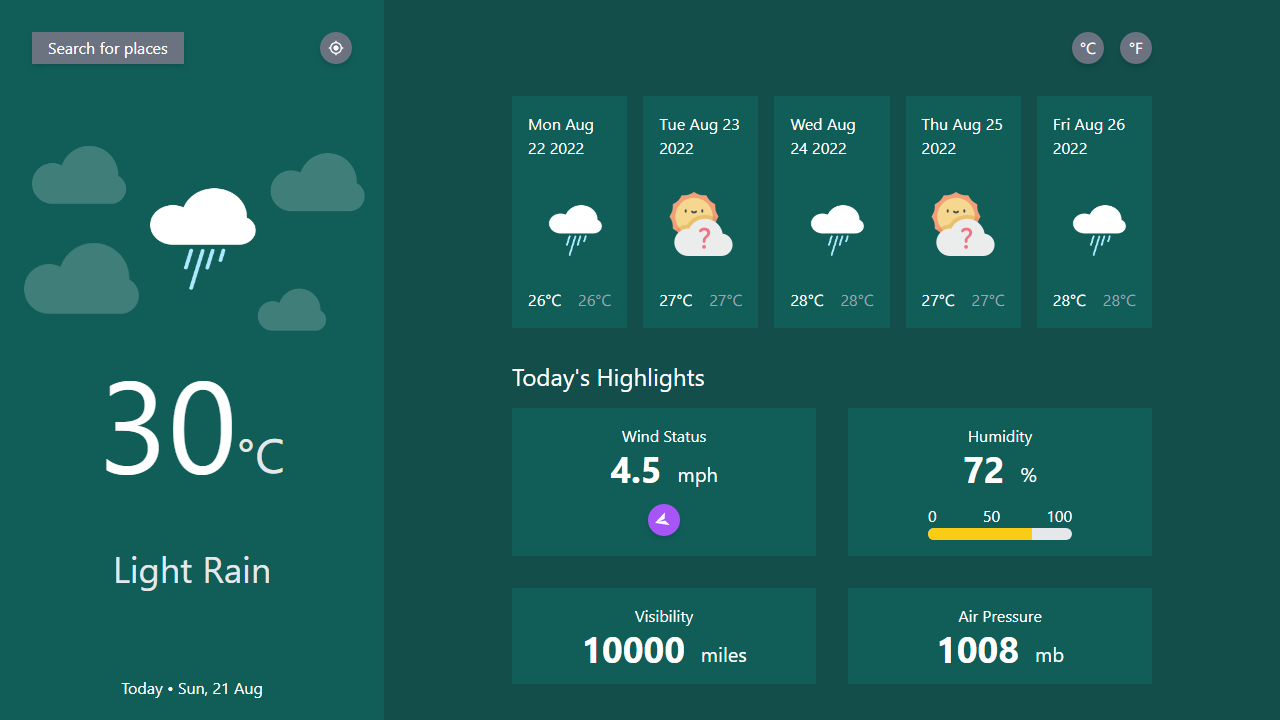 Search for places
30°C
Light Rain
Today • Sun, 21 Aug
°C °F
Mon Aug
22 2022
26°C 26°C
Tue Aug 23
2022
?
27°C 27°C
Wed Aug
24 2022
28°C 28°C
Thu Aug 25
2022
?
27°C 27°C
Fri Aug 26
2022
28°C 28°C
Today's Highlights
Wind Status
4.5 mph
Humidity
72 %
0 50 100
Visibility
10000 miles
Air Pressure
1008 mb